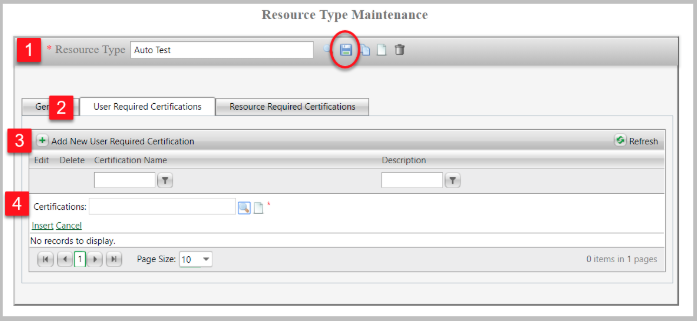 Resource Type Maintenance
1 * Resource Type Auto Test
2
User Required Certifications Resource Required Certifications
3 Add New User Required Certification Refresh
Edit Delete Certification Name Description
4 Certifications: *
Insert Cancel
No records to display.
1 Page Size: 10 0 items in 1 pages